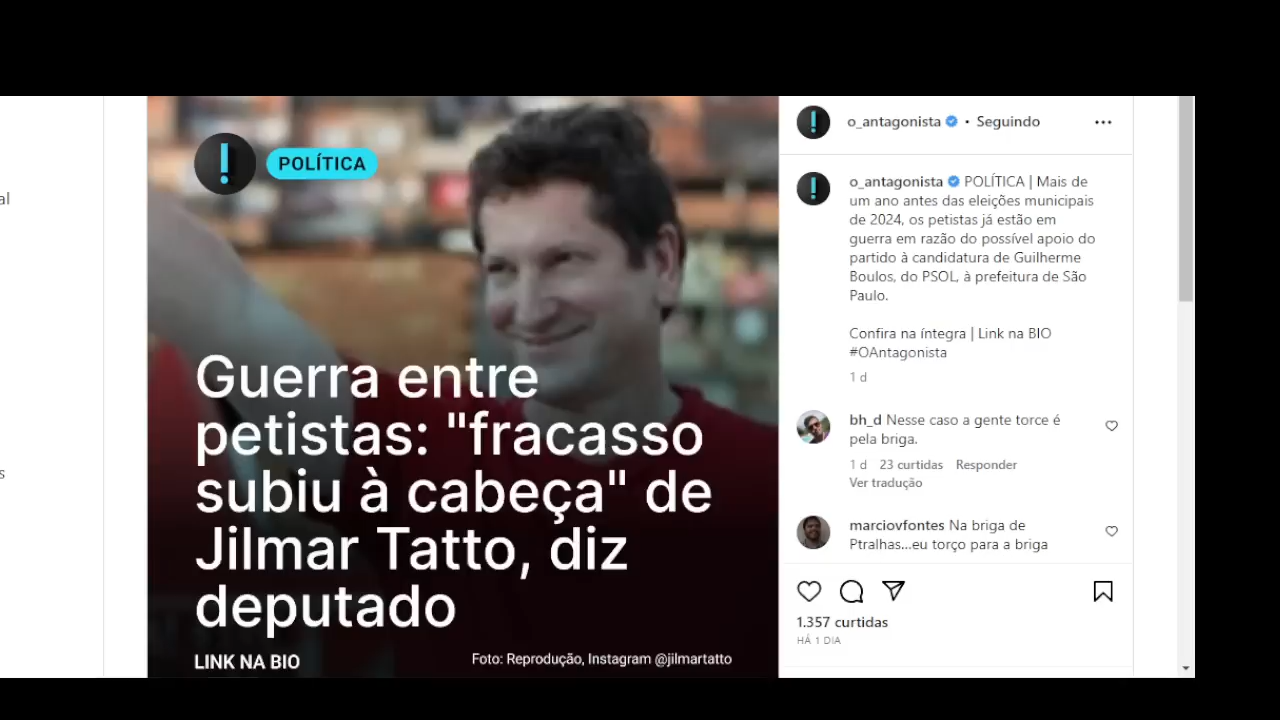 al
s
!
POLÍTICA
Guerra entre
petistas: "fracasso
subiu à cabeça" de
Jilmar Tatto, diz
deputado
LINK NA BIO
Foto: Reprodução, Instagram @jilmartatto
!
o_antagonista • Seguindo
!
o_antagonista POLÍTICA | Mais de
um ano antes das eleições municipais
de 2024, os petistas já estão em
guerra em razão do possível apoio do
partido à candidatura de Guilherme
Boulos, do PSOL, à prefeitura de São
Paulo.
Confira na íntegra | Link na BIO
#OAntagonista
1 d
bh_d Nesse caso a gente torce é
pela briga.
1 d 23 curtidas Responder
Ver tradução
marciovfontes Na briga de
Ptralhas...eu torço para a briga
1.357 curtidas
HÁ 1 DIA